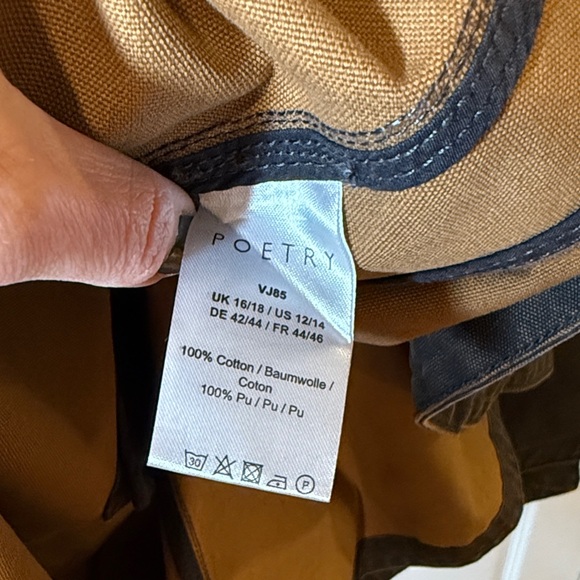 POETRY
VJ85
UK 16/18 / US 12/14
DE 42/44 / FR 44/46
100% Cotton / Baumwolle /
Coton
100% Pu / Pu / Pu
30 P